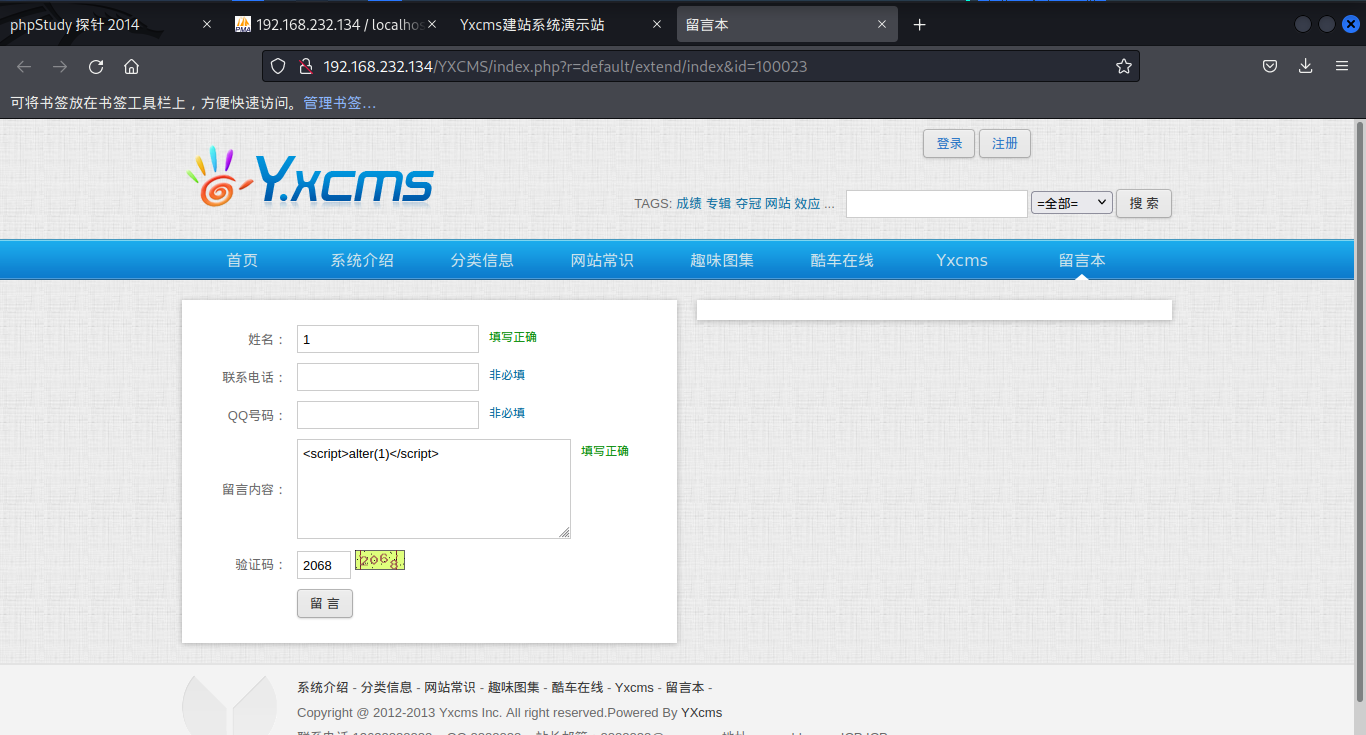 phpStudy 探针 2014
192.168.232.134 / localhos
Yxcms建站系统演示站
留言本
192.168.232.134/YXCMS/index.php?r=default/extend/index&id=100023
可将书签放在书签工具栏上，方便快速访问。管理书签…
登录 注册
Y.xcms
TAGS: 成绩 专辑 夺冠 网站 效应 ...
=全部=
搜 索
首页 系统介绍 分类信息 网站常识 趣味图集 酷车在线 Yxcms 留言本
姓名： 1 填写正确
联系电话： 非必填
QQ号码： 非必填
留言内容： <script>alter(1)</script> 填写正确
验证码： 2068 2068
留 言
系统介绍 - 分类信息 - 网站常识 - 趣味图集 - 酷车在线 - Yxcms - 留言本 -
Copyright @ 2012-2013 Yxcms Inc. All right reserved.Powered By YXcms